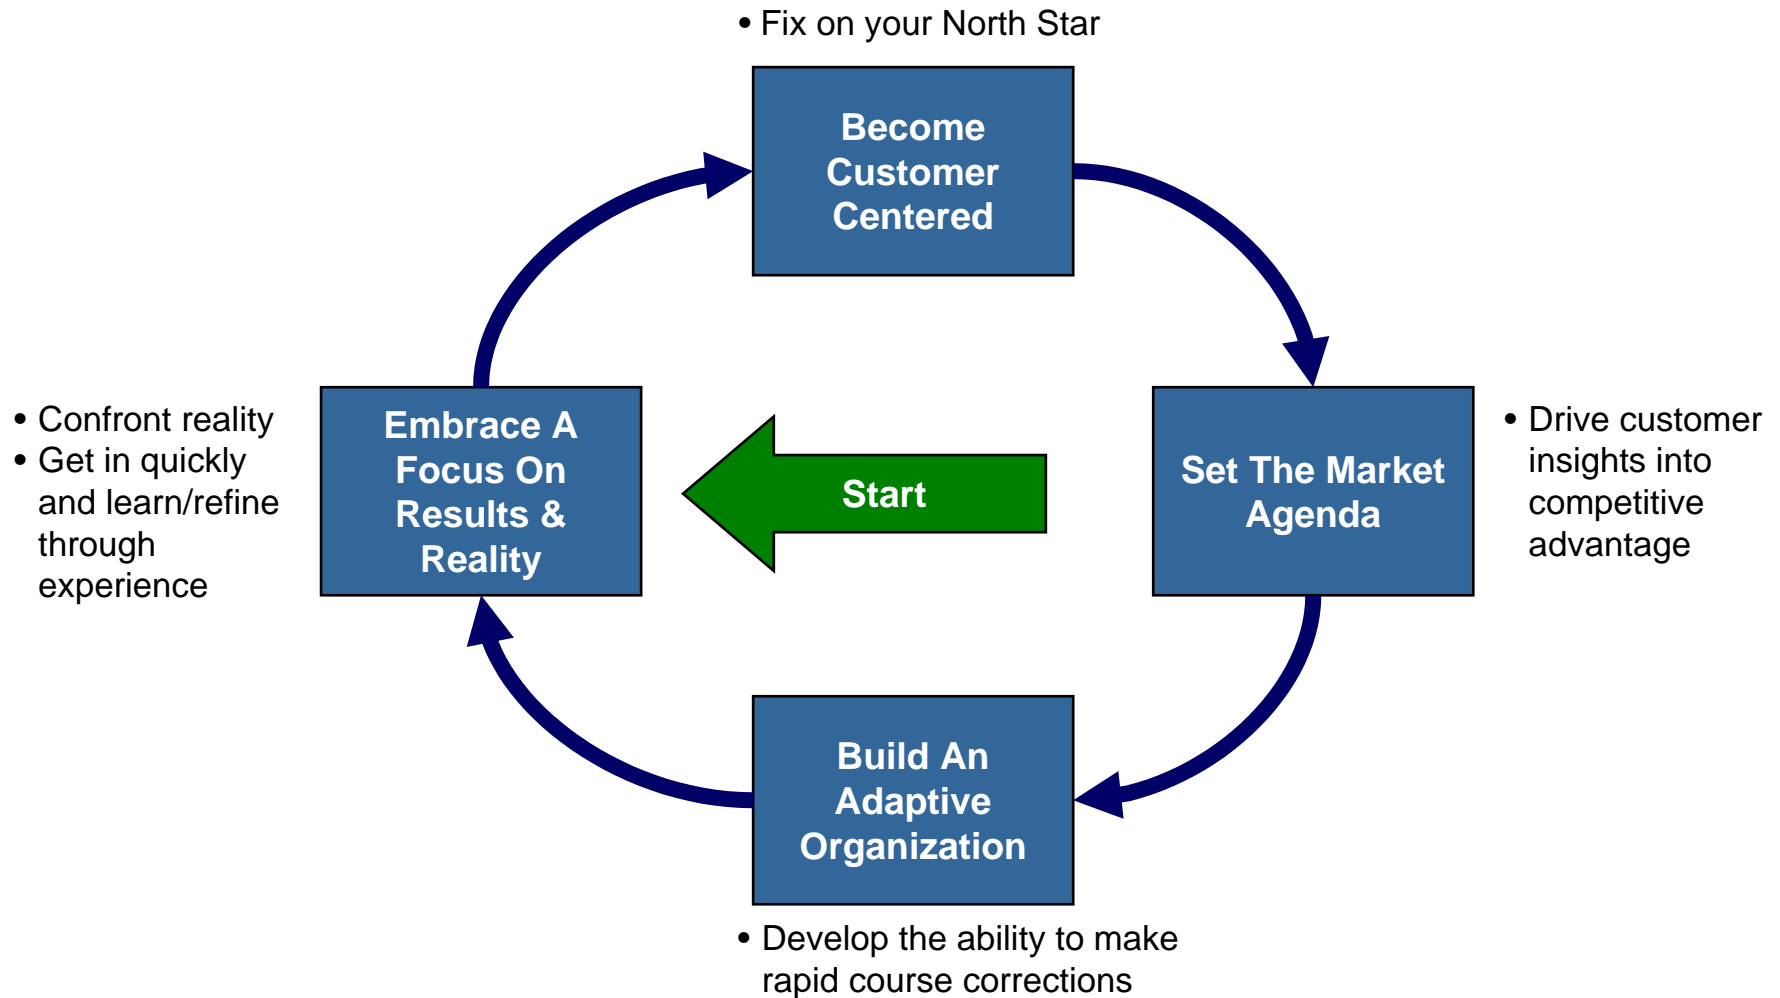 • Fix on your North Star
Become
Customer
Centered
• Confront reality
• Get in quickly
and learn/refine
through
experience
Embrace A
Focus On
Results &
Reality
Start
Set The Market
Agenda
• Drive customer
insights into
competitive
advantage
Build An
Adaptive
Organization
• Develop the ability to make
rapid course corrections